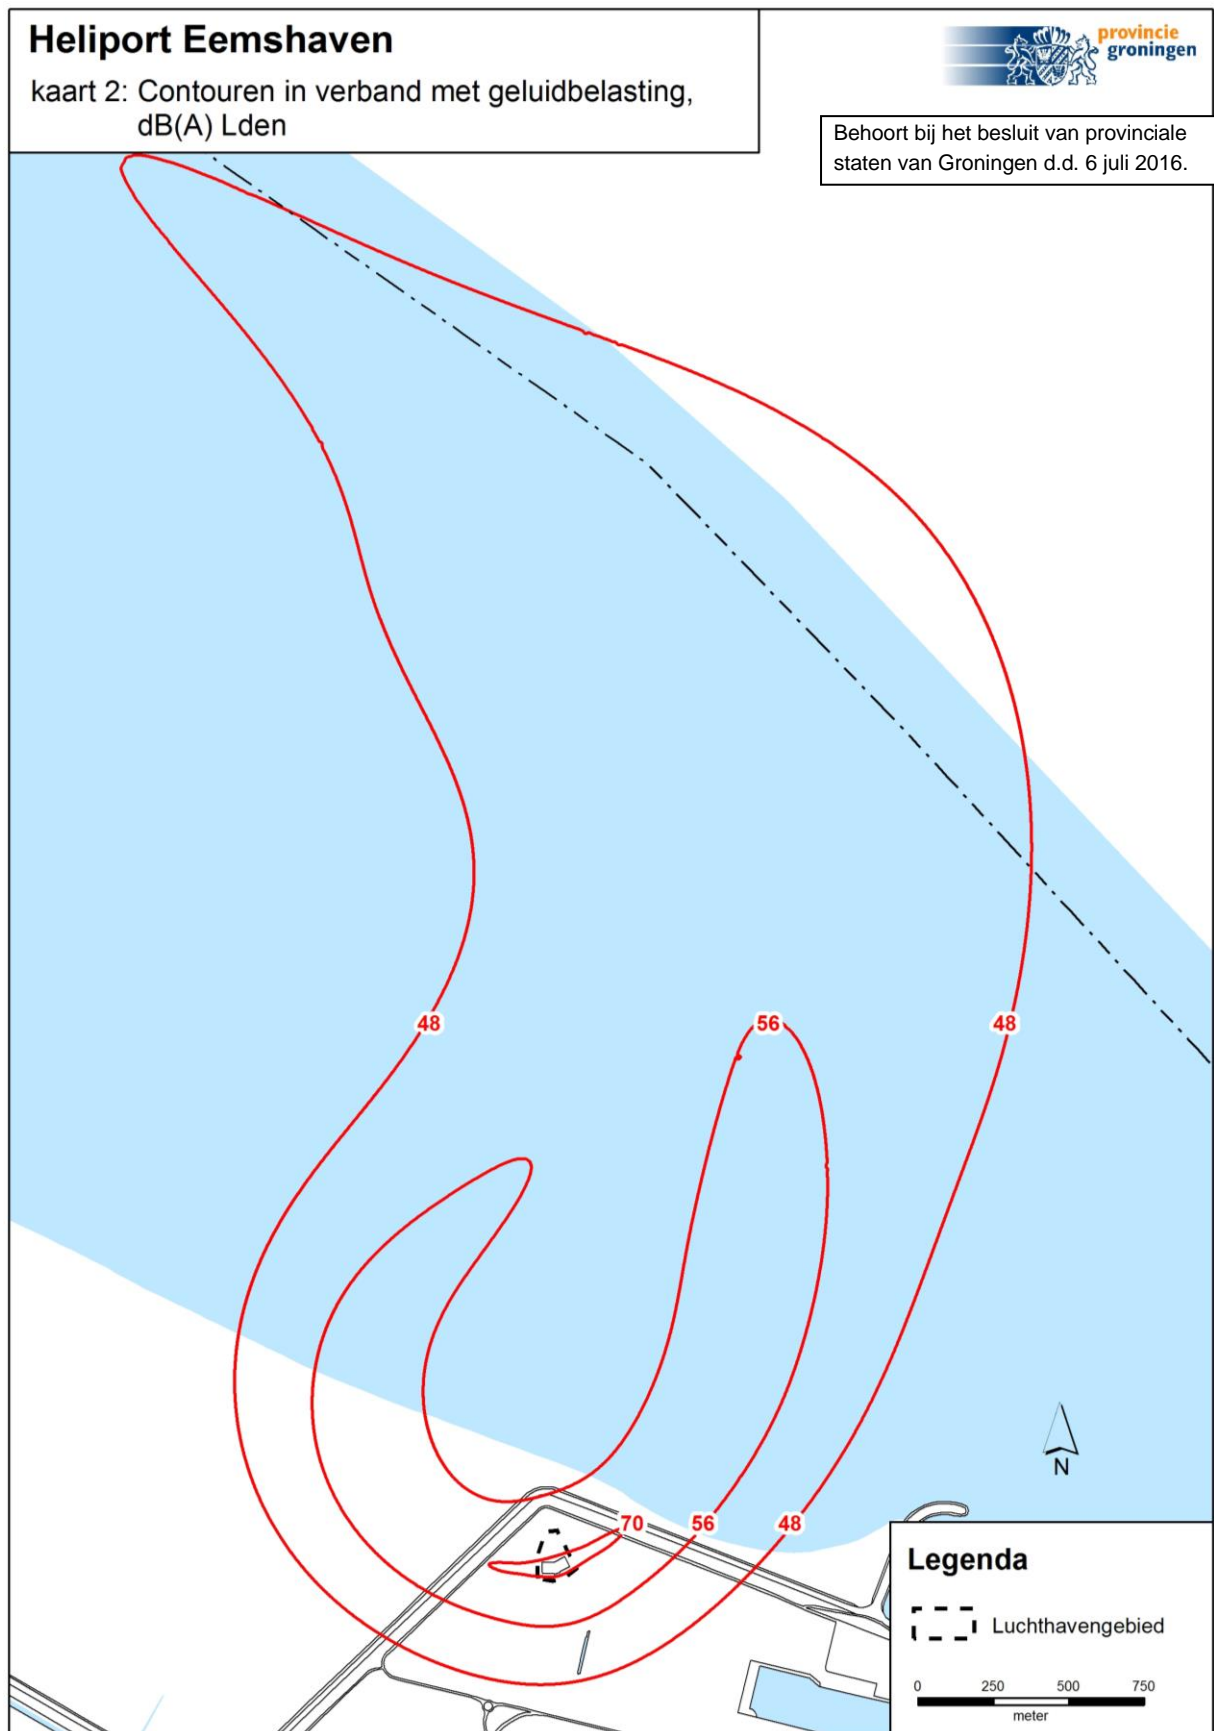 Heliport Eemshaven
kaart 2: Contouren in verband met geluidbelasting,
dB(A) Lden
provincie
groningen
Behoort bij het besluit van provinciale
staten van Groningen d.d. 6 juli 2016.
48
56
48
70
56
48
N
Legenda
Luchthavengebied
0 250 500 750
meter